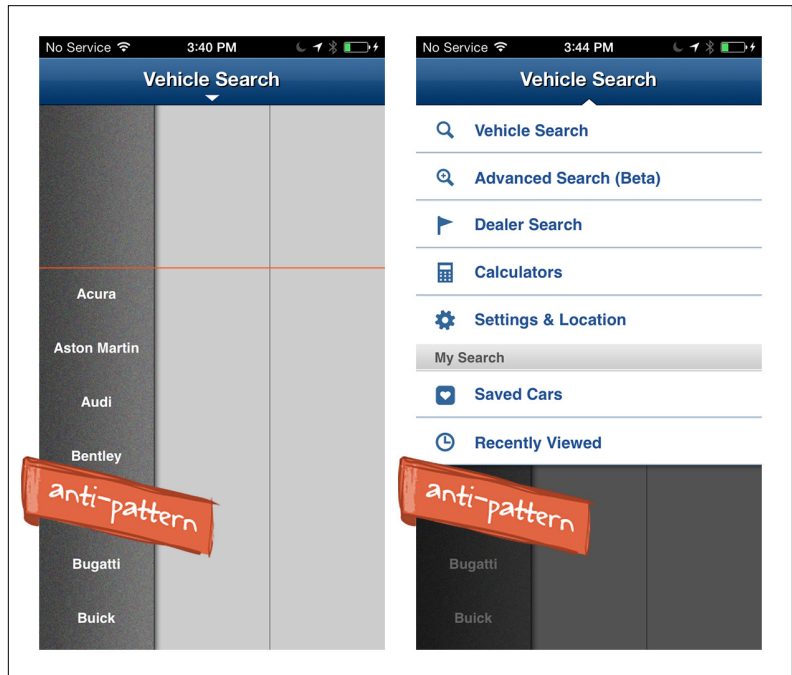 No Service 3:40 PM
Vehicle Search
Acura
Aston Martin
Audi
Bentley
anti-pattern
Bugatti
Buick
No Service 3:44 PM
Vehicle Search
Vehicle Search
Advanced Search (Beta)
Dealer Search
Calculators
Settings & Location
My Search
Saved Cars
Recently Viewed
anti-pattern
Bugatti
Buick